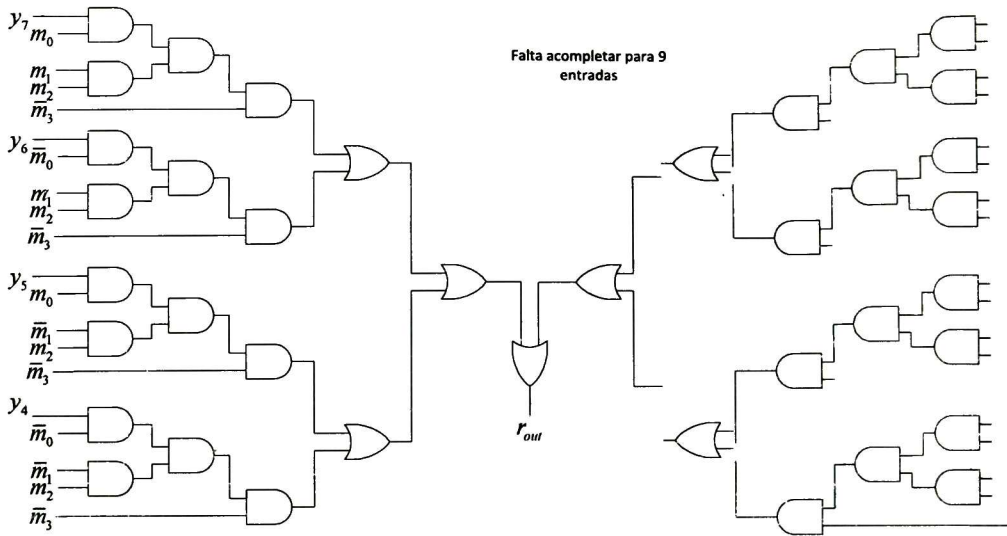 y₇
m₀
m₁
m₂
m̅₃
y₆
m̅₀
m₁
m₂
m̅₃
y₅
m₀
m̅₁
m₂
m̅₃
y₄
m̅₀
m̅₁
m₂
m̅₃
Falta acompletar para 9
entradas
r_out